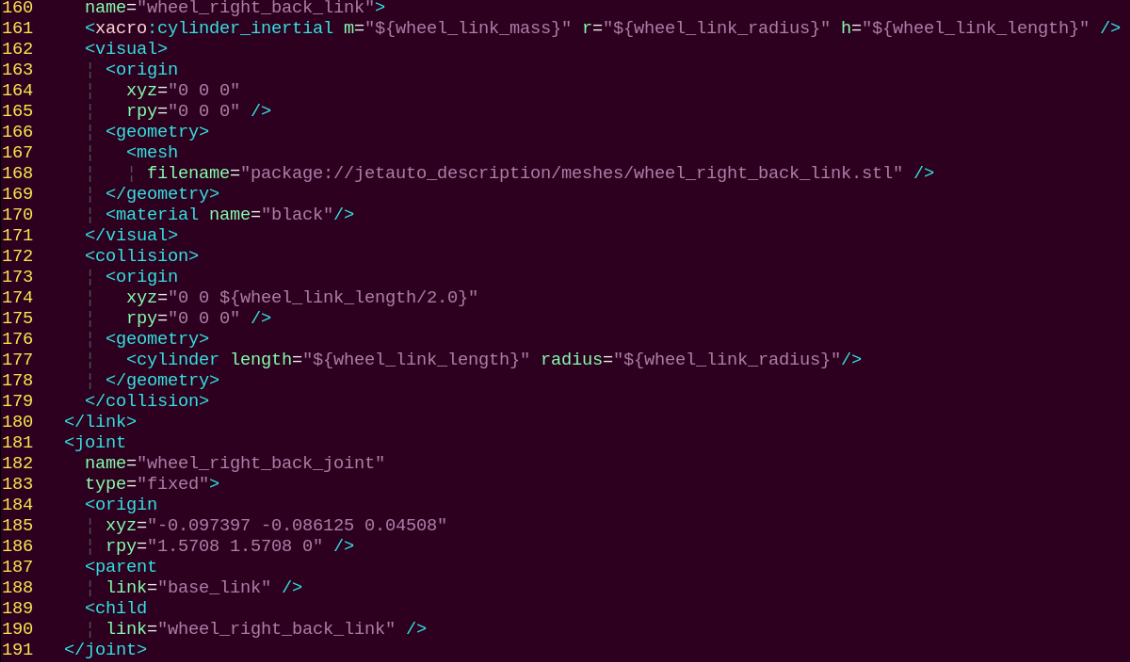 160     name="wheel_right_back_link">
161     <xacro:cylinder_inertial m="${wheel_link_mass}" r="${wheel_link_radius}" h="${wheel_link_length}" />
162     <visual>
163       <origin
164         xyz="0 0 0"
165         rpy="0 0 0" />
166       <geometry>
167         <mesh
168           filename="package://jetauto_description/meshes/wheel_right_back_link.stl" />
169       </geometry>
170       <material name="black"/>
171     </visual>
172     <collision>
173       <origin
174         xyz="0 0 ${wheel_link_length/2.0}"
175         rpy="0 0 0" />
176       <geometry>
177         <cylinder length="${wheel_link_length}" radius="${wheel_link_radius}"/>
178       </geometry>
179     </collision>
180   </link>
181   <joint
182     name="wheel_right_back_joint"
183     type="fixed">
184     <origin
185       xyz="-0.097397 -0.086125 0.04508"
186       rpy="1.5708 1.5708 0" />
187     <parent
188       link="base_link" />
189     <child
190       link="wheel_right_back_link" />
191   </joint>